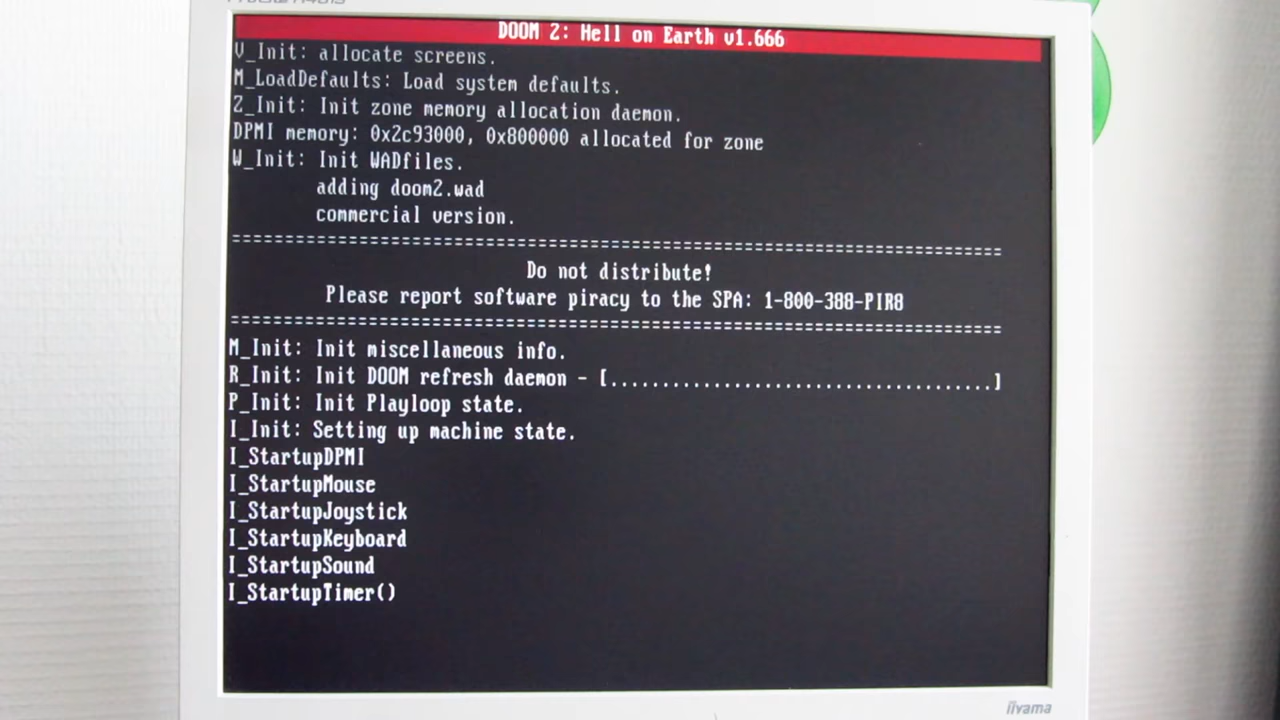 DOOM 2: Hell on Earth v1.666
V_Init: allocate screens.
M_LoadDefaults: Load system defaults.
Z_Init: Init zone memory allocation daemon.
DPMI memory: 0x2c93000, 0x800000 allocated for zone
W_Init: Init WADfiles.
adding doom2.wad
commercial version.
===========================================================================
Do not distribute!
Please report software piracy to the SPA: 1-800-388-PIR8
===========================================================================
M_Init: Init miscellaneous info.
R_Init: Init DOOM refresh daemon - [.....................................]
P_Init: Init Playloop state.
I_Init: Setting up machine state.
I_StartupDPMI
I_StartupMouse
I_StartupJoystick
I_StartupKeyboard
I_StartupSound
I_StartupTimer()
iiyama